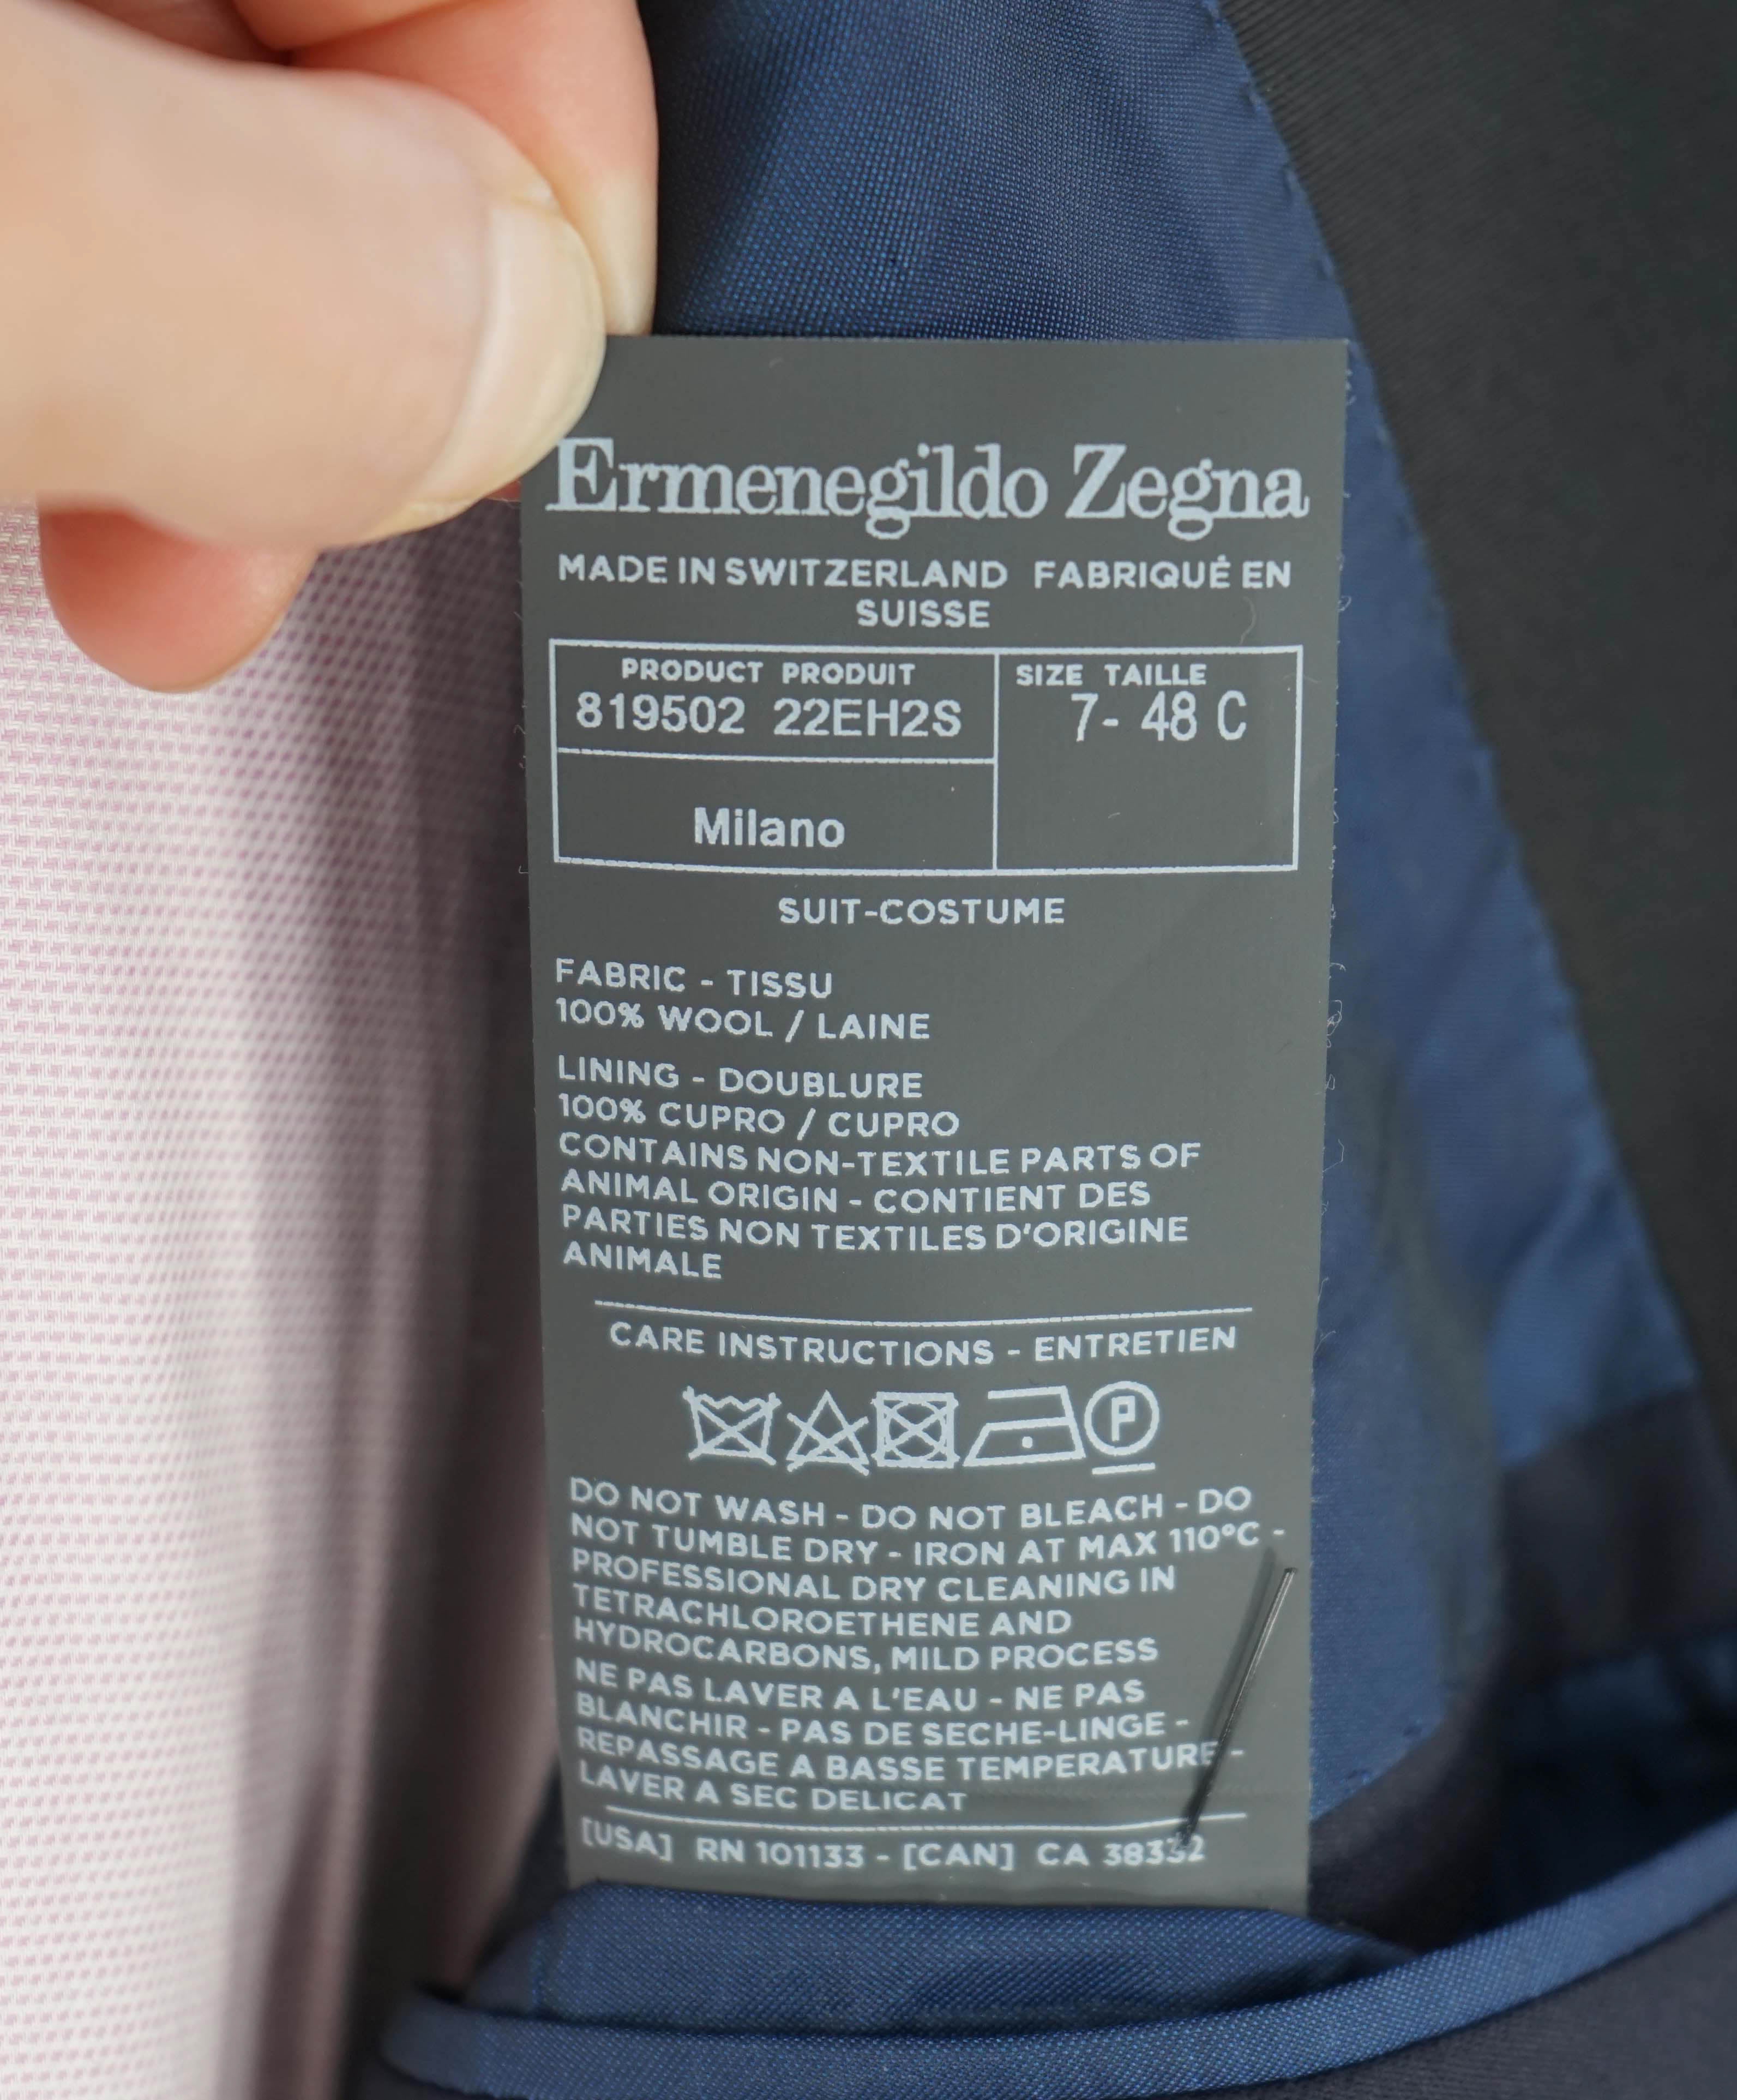 Ermenegildo Zegna
MADE IN SWITZERLAND FABRIQUÉ EN
SUISSE
PRODUCT PRODUIT
819502 22EH2S
SIZE TAILLE
7- 48 C
Milano
SUIT-COSTUME
FABRIC - TISSU
100% WOOL / LAINE
LINING - DOUBLURE
100% CUPRO / CUPRO
CONTAINS NON-TEXTILE PARTS OF
ANIMAL ORIGIN - CONTIENT DES
PARTIES NON TEXTILES D'ORIGINE
ANIMALE
CARE INSTRUCTIONS - ENTRETIEN
P
DO NOT WASH - DO NOT BLEACH - DO
NOT TUMBLE DRY - IRON AT MAX 110°C -
PROFESSIONAL DRY CLEANING IN
TETRACHLOROETHENE AND
HYDROCARBONS, MILD PROCESS
NE PAS LAVER A L'EAU - NE PAS
BLANCHIR - PAS DE SECHE-LINGE -
REPASSAGE A BASSE TEMPERATURE -
LAVER A SEC DELICAT
[USA] RN 101133 - [CAN] CA 38332